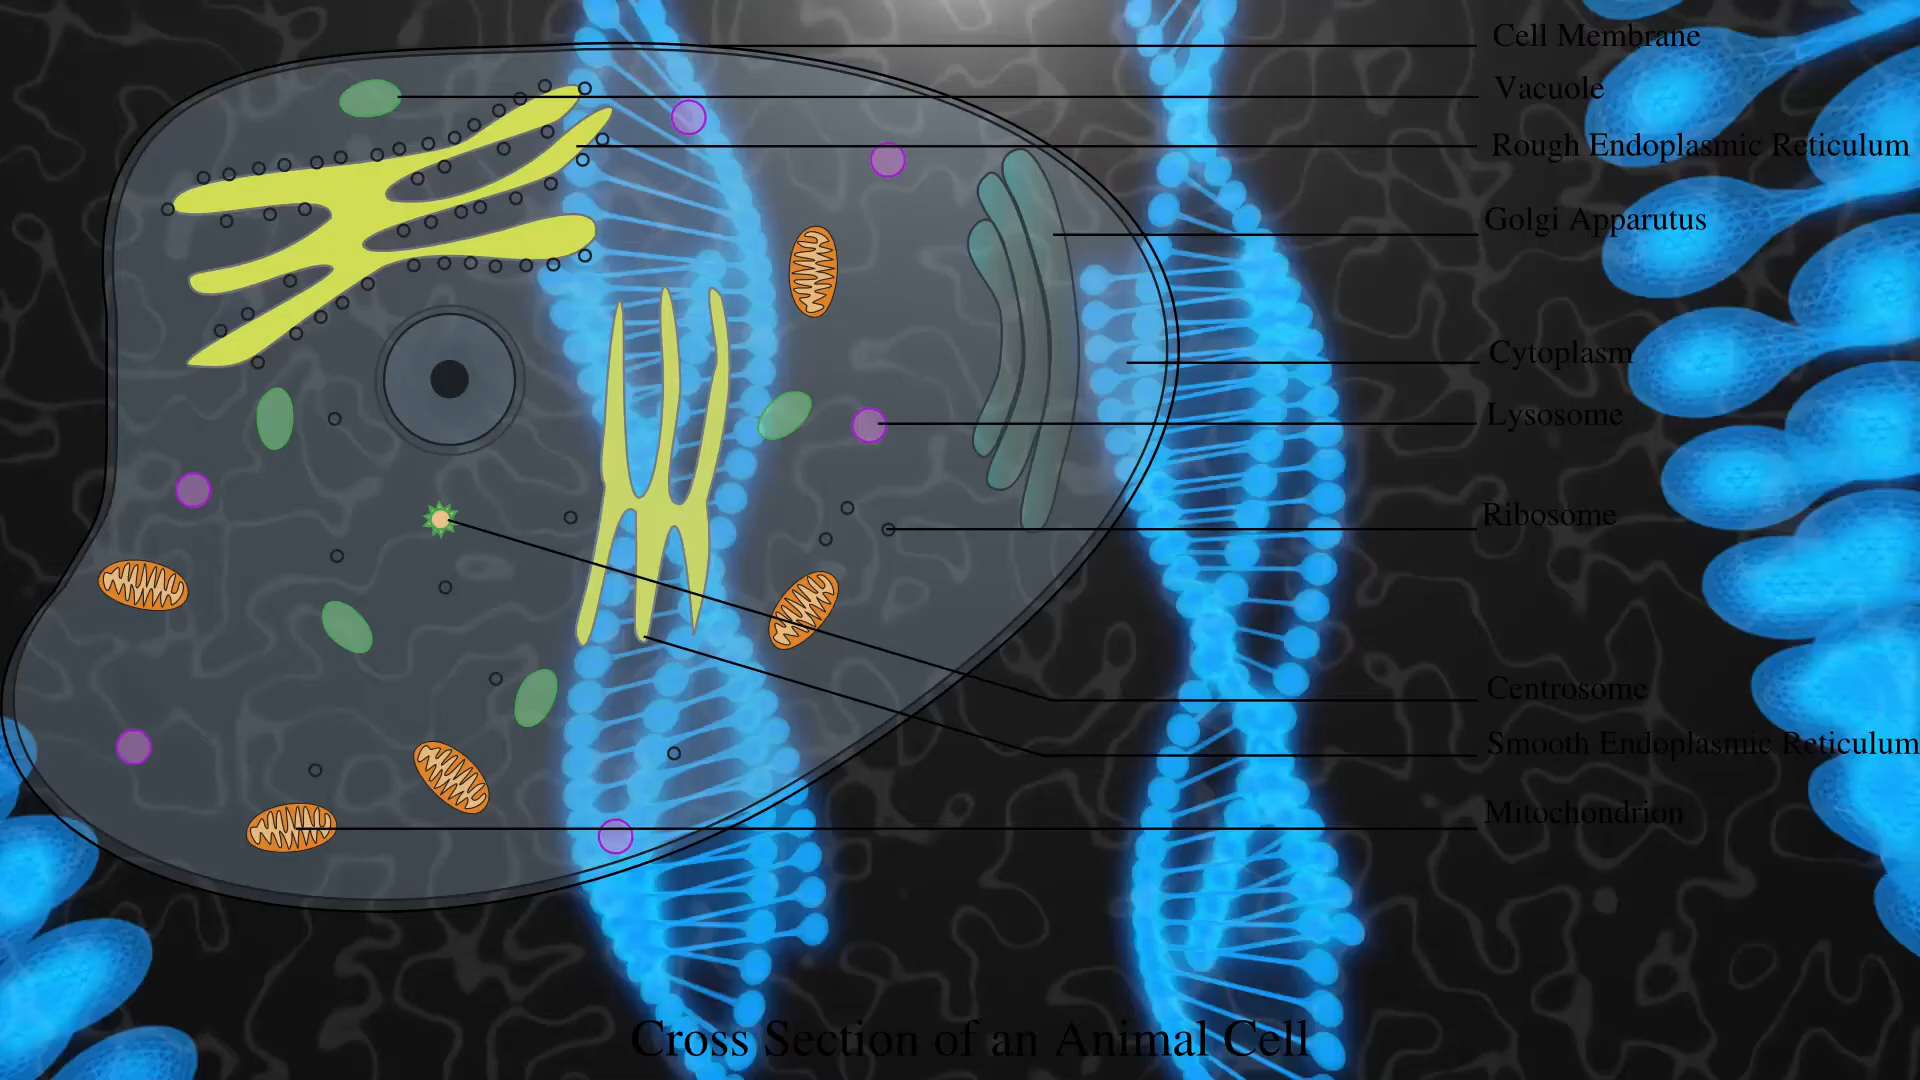 Cell Membrane
Vacuole
Rough Endoplasmic Reticulum
Golgi Apparutus
Cytoplasm
Lysosome
Ribosome
Centrosome
Smooth Endoplasmic Reticulum
Mitochondrion
Cross Section of an Animal Cell